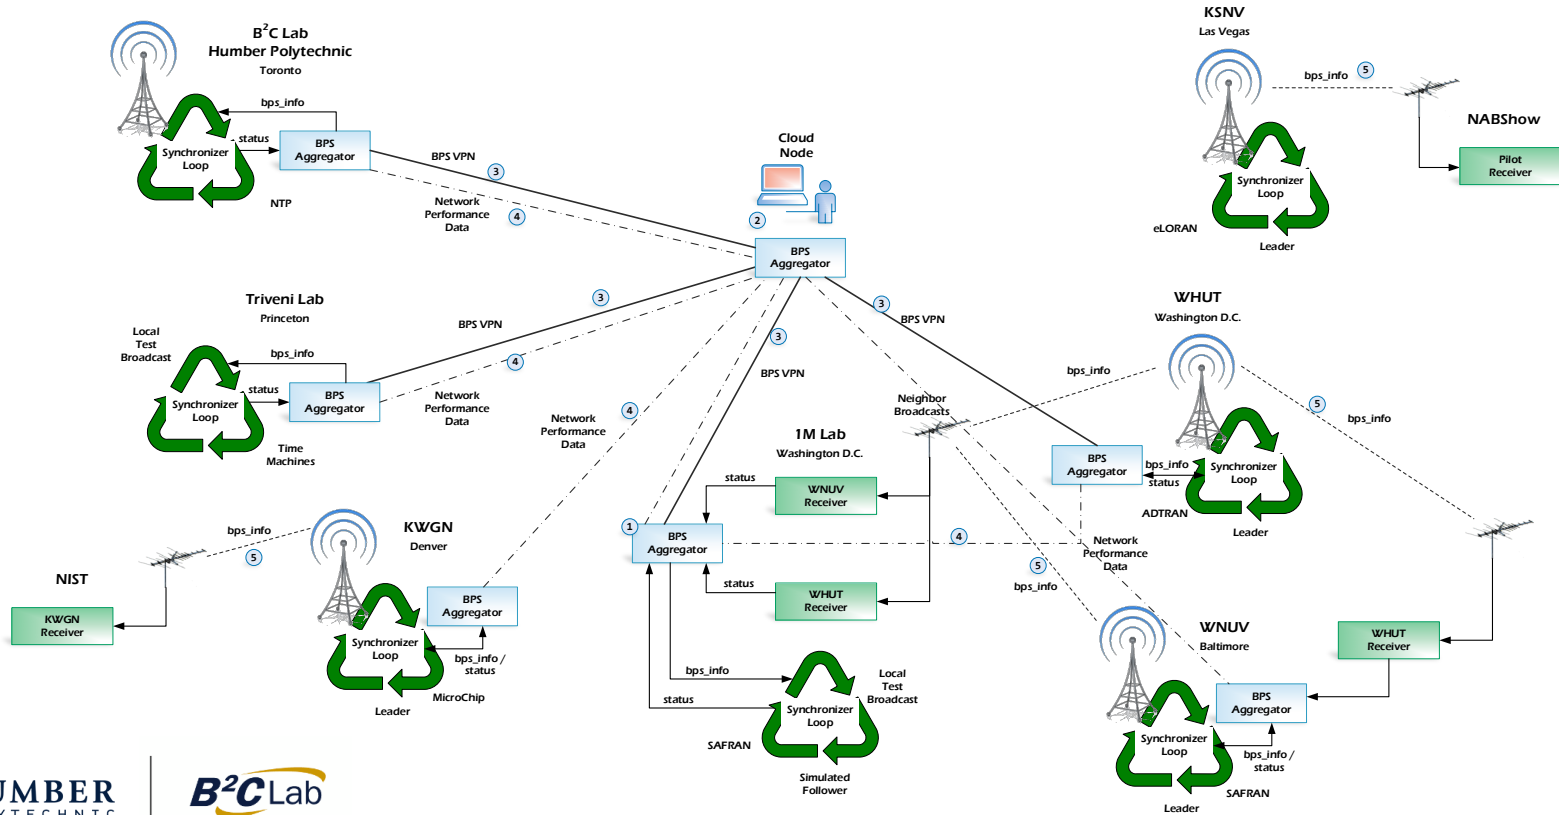 B²C Lab
Humber Polytechnic
Toronto
bps_info
status
BPS
Aggregator
Synchronizer
Loop
NTP
BPS VPN
3
Network
Performance
Data
4
Cloud
Node
2
BPS
Aggregator
KSNV
Las Vegas
bps_info
5
NABShow
Pilot
Receiver
Synchronizer
Loop
eLORAN
Leader
Triveni Lab
Princeton
Local
Test
Broadcast
bps_info
status
BPS
Aggregator
Synchronizer
Loop
Time
Machines
3
BPS VPN
4
Network
Performance
Data
3
BPS VPN
3
BPS VPN
Network
Performance
Data
4
WHUT
Washington D.C.
bps_info
5
bps_info
Neighbor
Broadcasts
BPS
Aggregator
bps_info
status
Synchronizer
Loop
ADTRAN
Leader
1M Lab
Washington D.C.
status
WNUV
Receiver
1
BPS
Aggregator
status
WHUT
Receiver
4
Network
Performance
Data
5
bps_info
bps_info
status
Local
Test
Broadcast
Synchronizer
Loop
SAFRAN
Simulated
Follower
NIST
KWGN
Receiver
bps_info
5
KWGN
Denver
BPS
Aggregator
Synchronizer
Loop
bps_info /
status
MicroChip
Leader
WNUV
Baltimore
WHUT
Receiver
BPS
Aggregator
Synchronizer
Loop
bps_info /
status
SAFRAN
Leader
B²C Lab